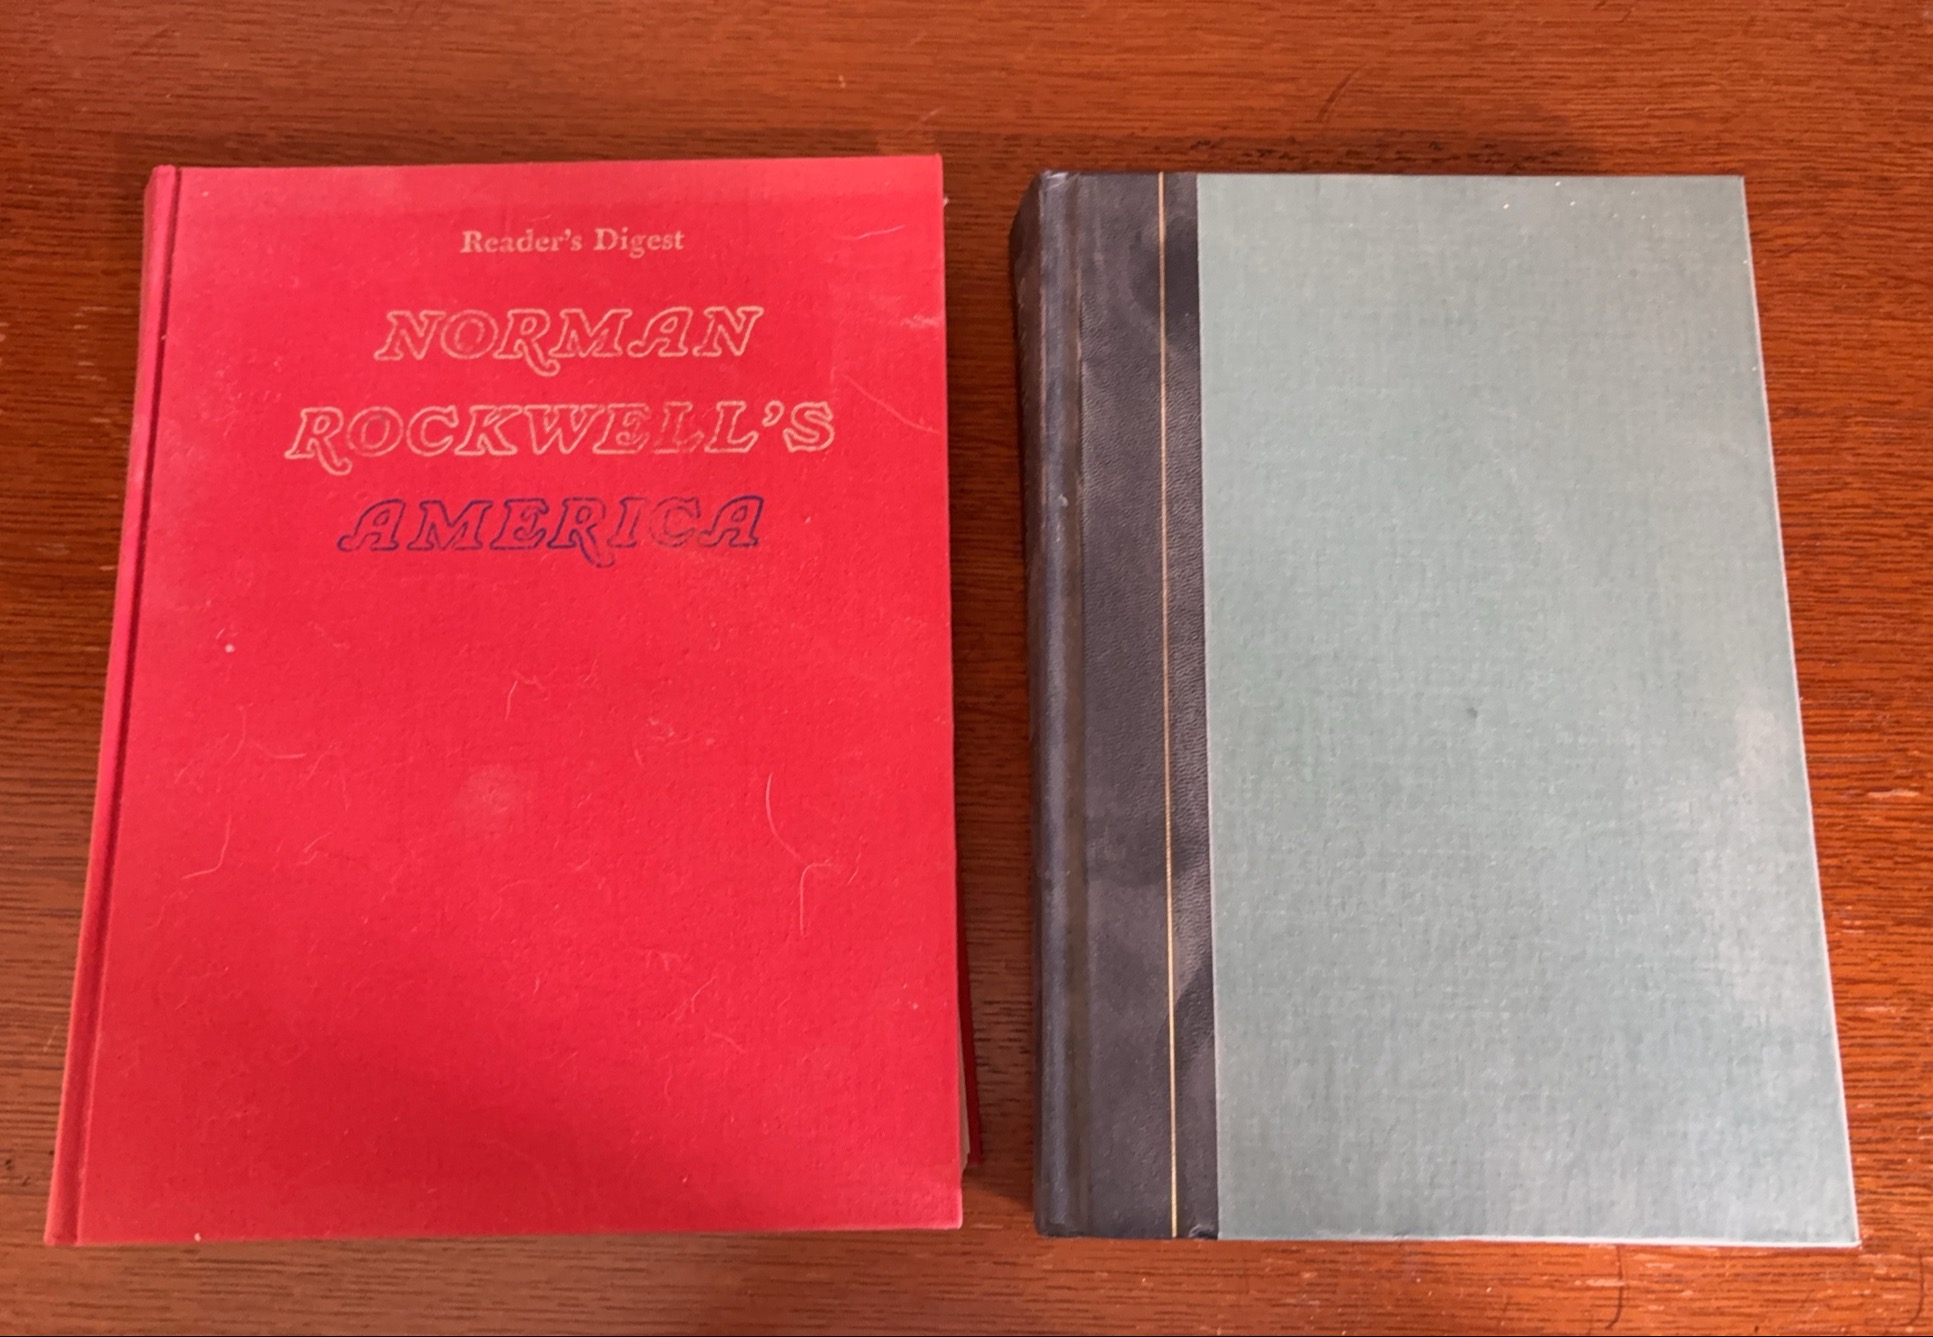 Reader's Digest
NORMAN
ROCKWELL'S
AMERICA